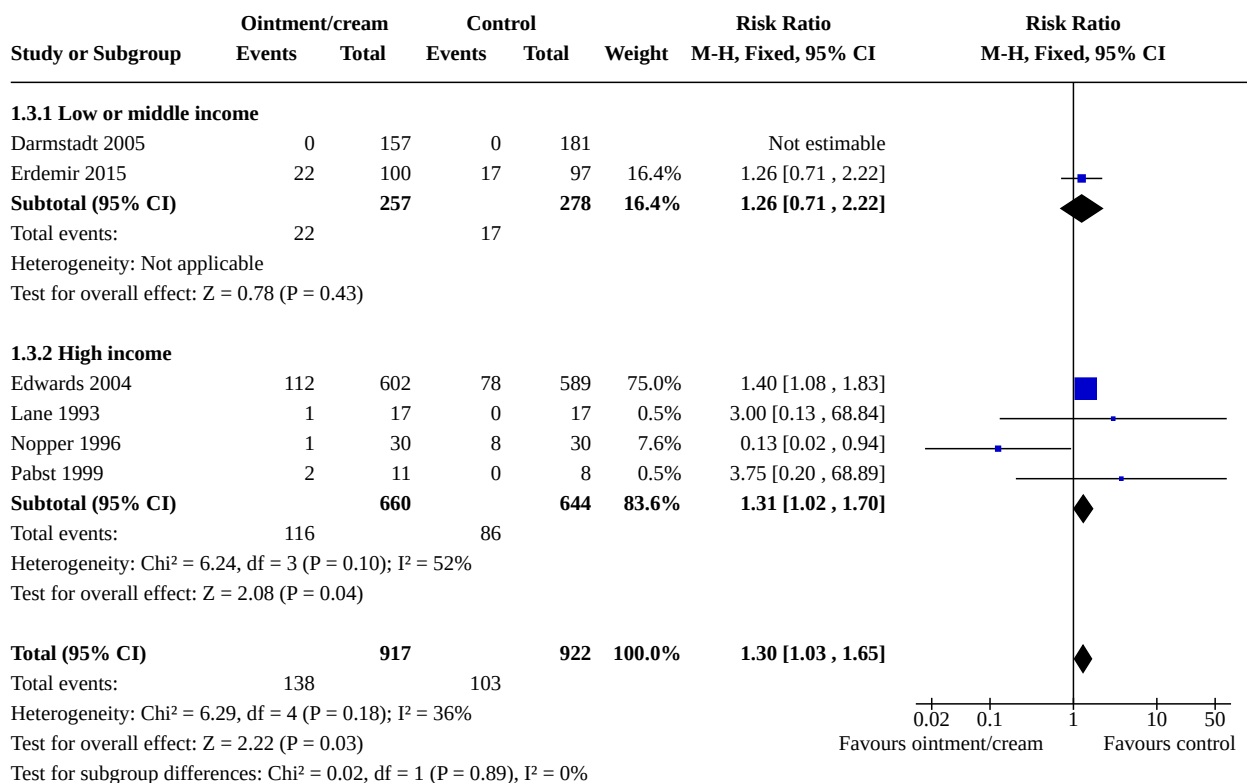 Ointment/cream Control Risk Ratio Risk Ratio
Study or Subgroup Events Total Events Total Weight M-H, Fixed, 95% CI M-H, Fixed, 95% CI
1.3.1 Low or middle income
Darmstadt 2005 0 157 0 181 Not estimable
Erdemir 2015 22 100 17 97 16.4% 1.26 [0.71 , 2.22]
Subtotal (95% CI) 257 278 16.4% 1.26 [0.71 , 2.22]
Total events: 22 17
Heterogeneity: Not applicable
Test for overall effect: Z = 0.78 (P = 0.43)
1.3.2 High income
Edwards 2004 112 602 78 589 75.0% 1.40 [1.08 , 1.83]
Lane 1993 1 17 0 17 0.5% 3.00 [0.13 , 68.84]
Nopper 1996 1 30 8 30 7.6% 0.13 [0.02 , 0.94]
Pabst 1999 2 11 0 8 0.5% 3.75 [0.20 , 68.89]
Subtotal (95% CI) 660 644 83.6% 1.31 [1.02 , 1.70]
Total events: 116 86
Heterogeneity: Chi² = 6.24, df = 3 (P = 0.10); I² = 52%
Test for overall effect: Z = 2.08 (P = 0.04)
Total (95% CI) 917 922 100.0% 1.30 [1.03 , 1.65]
Total events: 138 103
Heterogeneity: Chi² = 6.29, df = 4 (P = 0.18); I² = 36% 0.02 0.1 1 10 50
Test for overall effect: Z = 2.22 (P = 0.03) Favours ointment/cream Favours control
Test for subgroup differences: Chi² = 0.02, df = 1 (P = 0.89), I² = 0%